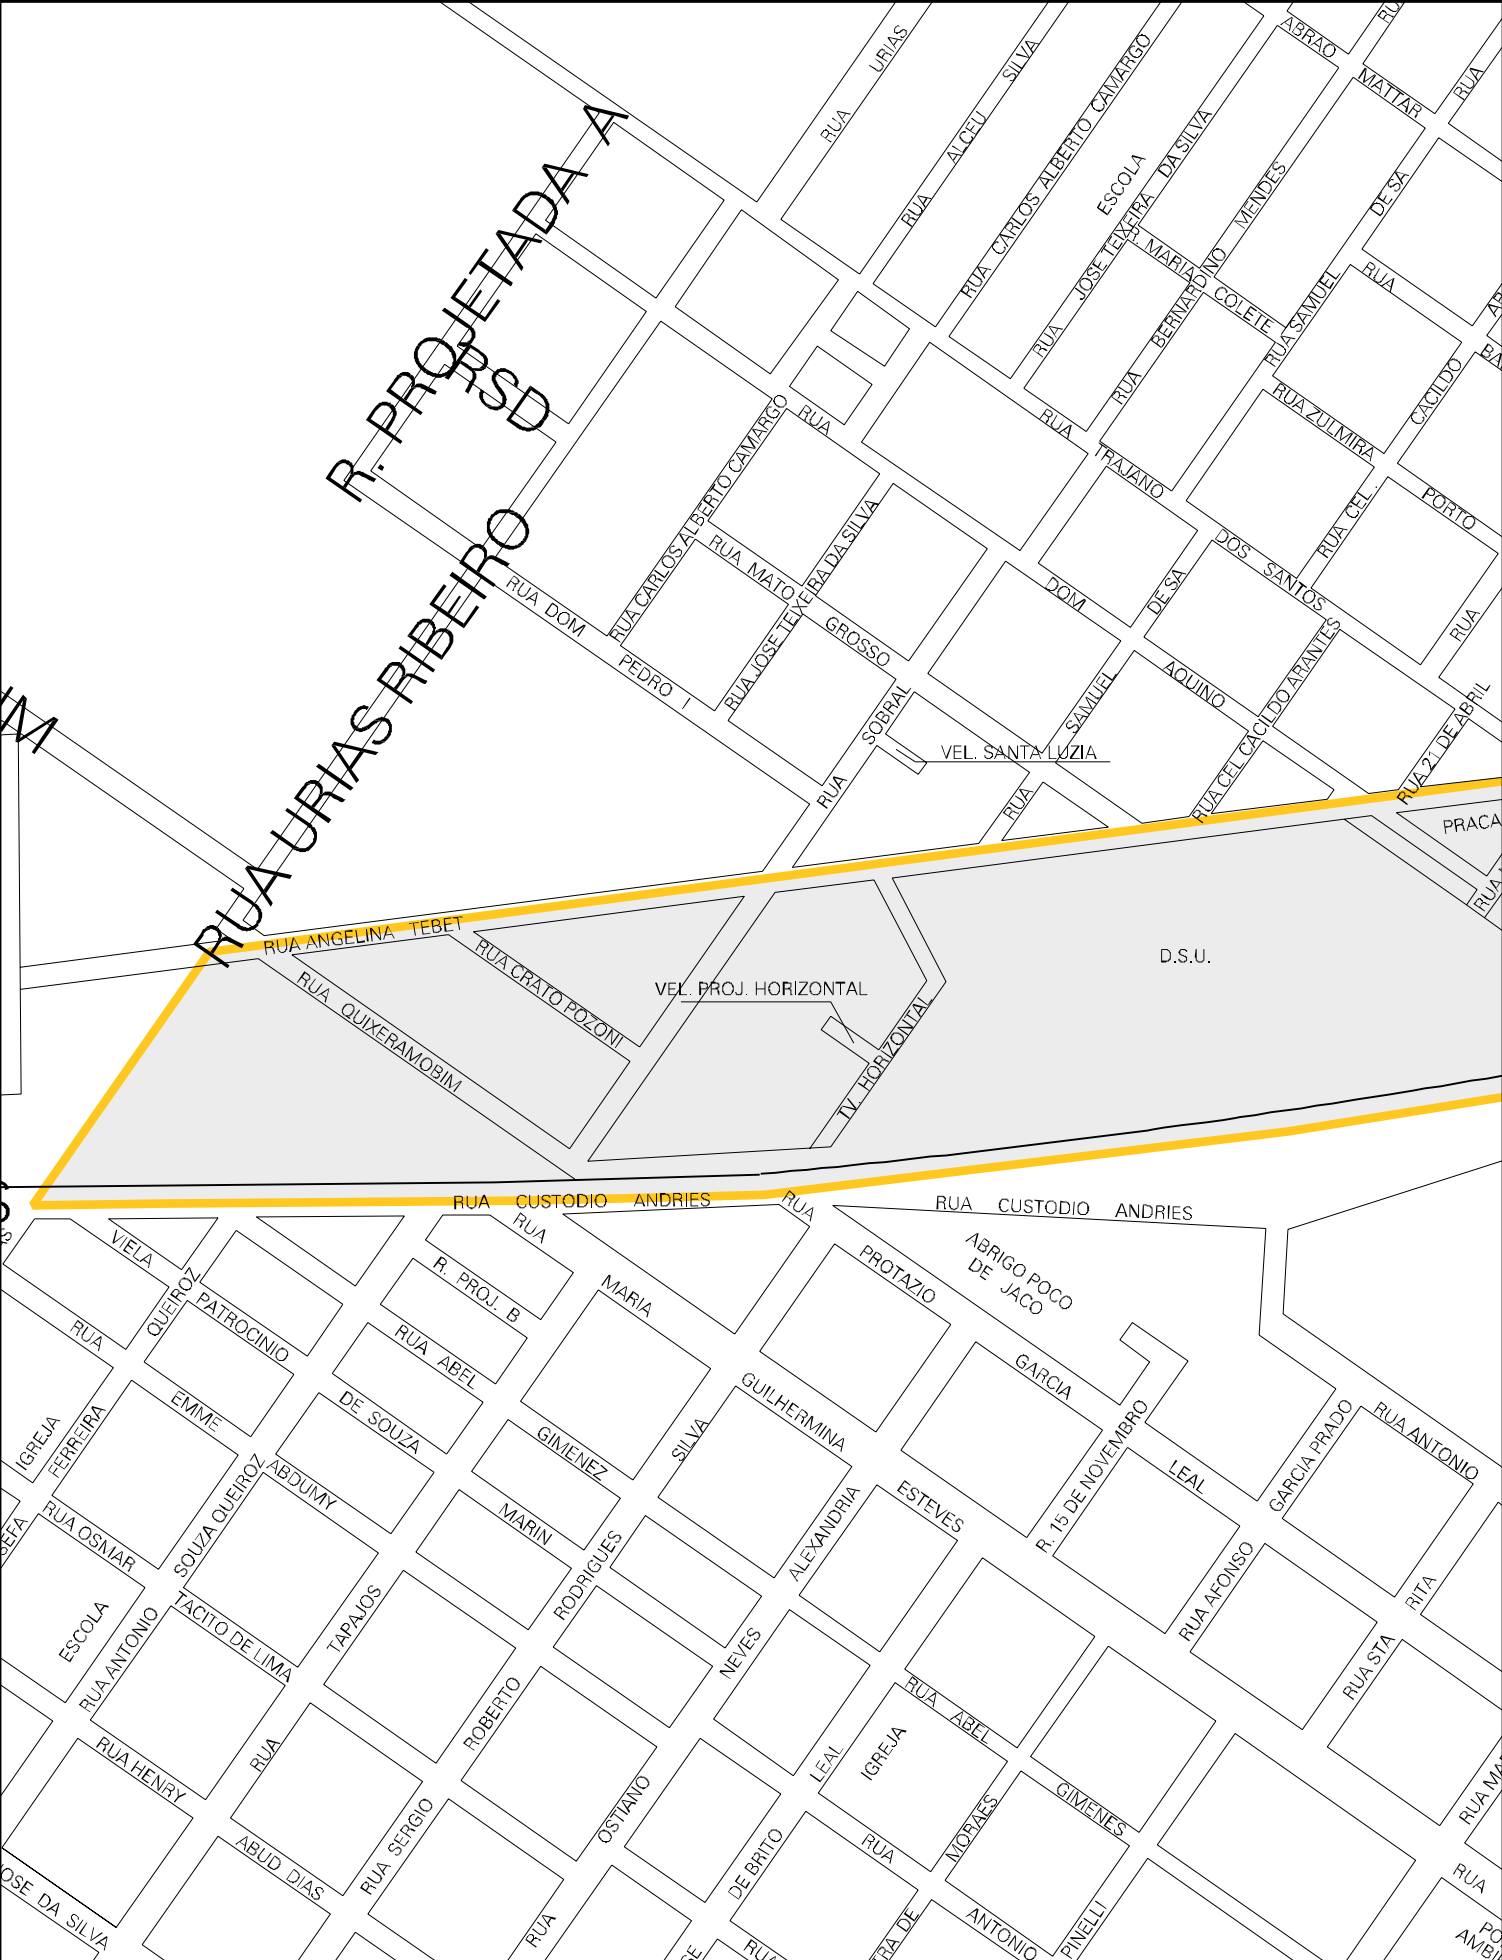 RUA URIAS
RUA ALCEU SILVA
RUA CARLOS ALBERTO CAMARGO
ESCOLA
RUA JOSE TEIXEIRA DA SILVA
RUA BERNARDINO MENDES
ABRAO MATTAR
RUA
RUA SAMUEL DE SA
R. MARIA COLETE
RUA
RUA ZULMIRA
CACILDO
R. PROJETADA A
R S D
RUA URIAS RIBEIRO
RUA TRAJANO DOS SANTOS
RUA CEL.
PORTO
RUA
RUA DOM AQUINO
RUA CARLOS ALBERTO CAMARGO
RUA MATO GROSSO
RUA JOSE TEIXEIRA DA SILVA
RUA DOM PEDRO I
RUA SOBRAL
VEL. SANTA LUZIA
RUA SAMUEL DE SA
RUA CEL CACILDO ARANTES
RUA 21 DE ABRIL
PRACA
RUA ANGELINA TEBET
RUA CRATO POZONI
RUA QUIXERAMOBIM
VEL. PROJ. HORIZONTAL
TV. HORIZONTAL
D.S.U.
RUA CUSTODIO ANDRIES
RUA CUSTODIO ANDRIES
VIELA
RUA
QUEIROZ
PATROCINIO
R. PROJ. B
RUA MARIA GUILHERMINA ESTEVES
RUA PROTAZIO GARCIA LEAL
ABRIGO POCO
DE JACO
RUA ABEL
DE SOUZA
GIMENEZ
EMME
ABDUMY
MARIN
IGREJA
FERREIRA
SILVA
R. 15 DE NOVEMBRO
GARCIA PRADO
RUA ANTONIO
RUA OSMAR
SOUZA QUEIROZ
ALEXANDRIA
RODRIGUES
RUA AFONSO
RITA
RUA STA
ESCOLA
RUA ANTONIO
TACITO DE LIMA
TAPAJOS
NEVES
ROBERTO
RUA ABEL
GIMENES
IGREJA
LEAL
RUA HENRY
RUA
OSTIANO
MORAES
RUA
RUA SERGIO
ABUD DIAS
DE BRITO
RUA
ANTONIO
PINELLI
RUA
OSE DA SILVA
RUA